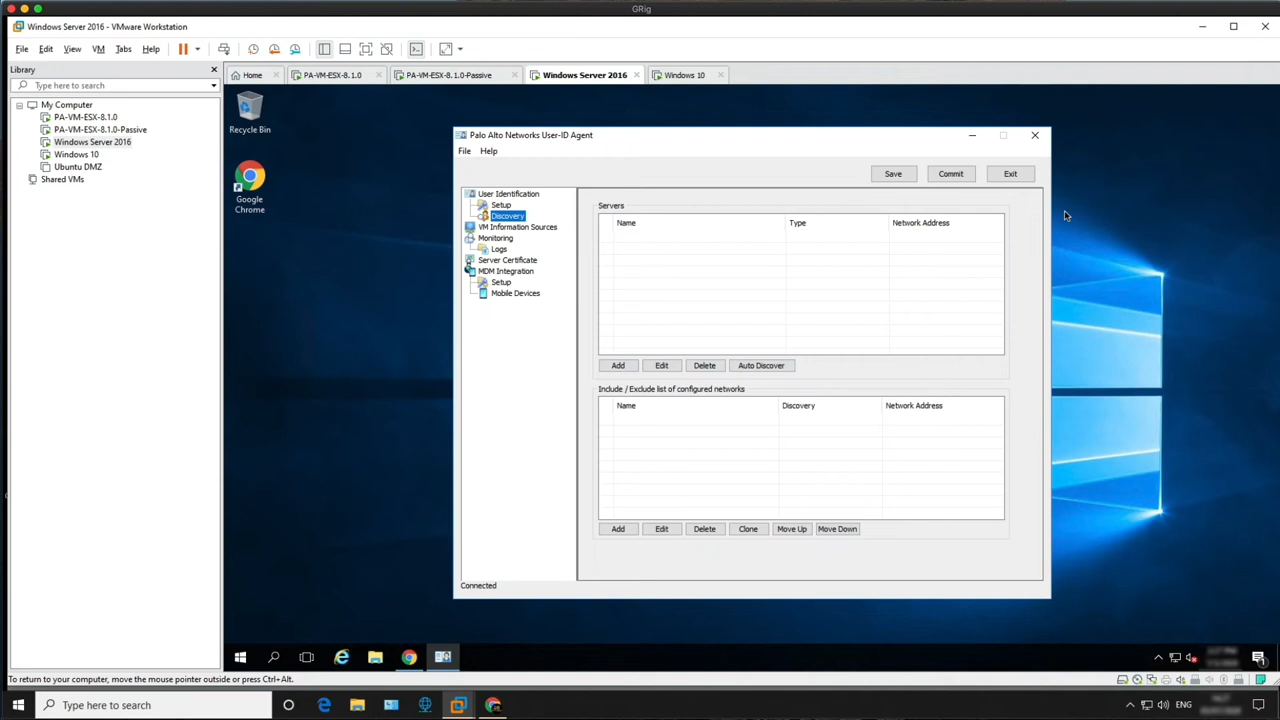 GRig
Windows Server 2016 - VMware Workstation
File Edit View VM Tabs Help
Library
Type here to search
My Computer
PA-VM-ESX-8.1.0
PA-VM-ESX-8.1.0-Passive
Windows Server 2016
Windows 10
Ubuntu DMZ
Shared VMs
Home PA-VM-ESX-8.1.0 PA-VM-ESX-8.1.0-Passive Windows Server 2016 Windows 10
Recycle Bin
Google
Chrome
Palo Alto Networks User-ID Agent
File Help
Save Commit Exit
User Identification
Setup
Discovery
VM Information Sources
Monitoring
Logs
Server Certificate
MDM Integration
Setup
Mobile Devices
Servers
Name Type Network Address
Add Edit Delete Auto Discover
Include / Exclude list of configured networks
Name Discovery Network Address
Add Edit Delete Clone Move Up Move Down
Connected
To return to your computer, move the mouse pointer outside or press Ctrl+Alt.
Type here to search
ENG